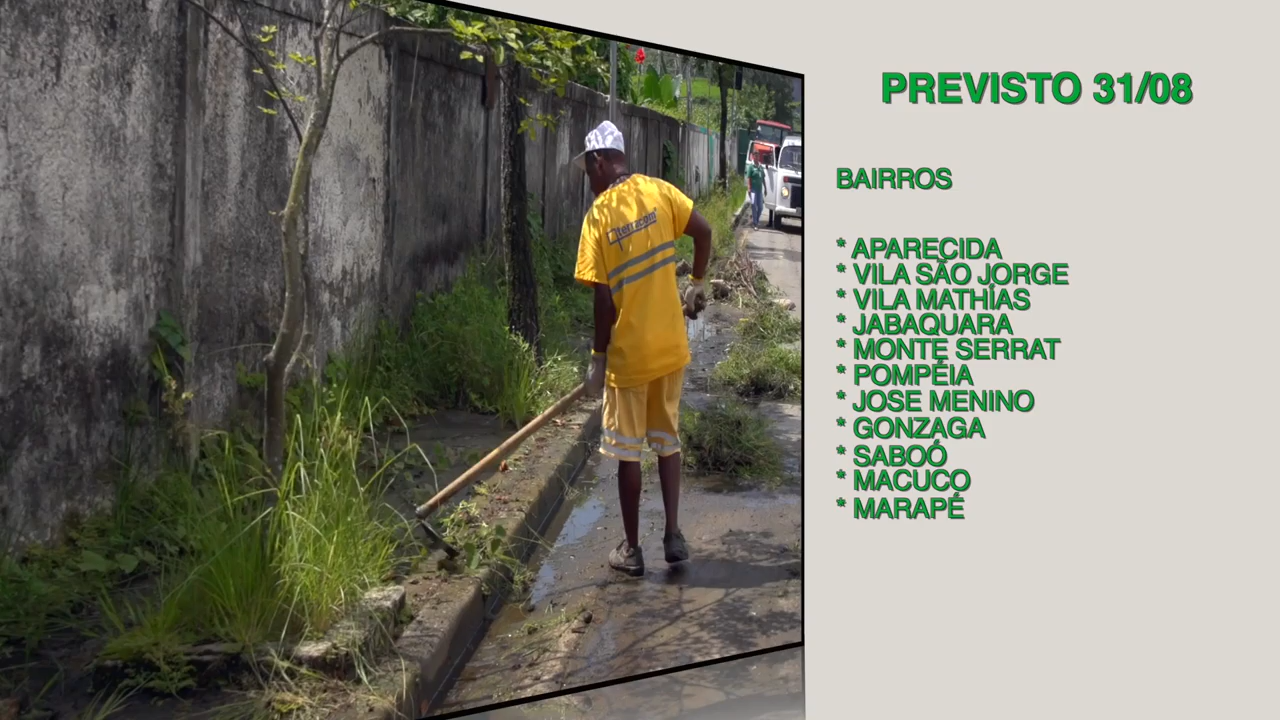 PREVISTO 31/08
BAIRROS
* APARECIDA
* VILA SÃO JORGE
* VILA MATHIAS
* JABAQUARA
* MONTE SERRAT
* POMPÉIA
* JOSE MENINO
* GONZAGA
* SABOÓ
* MACUCO
* MARAPÉ
terracom